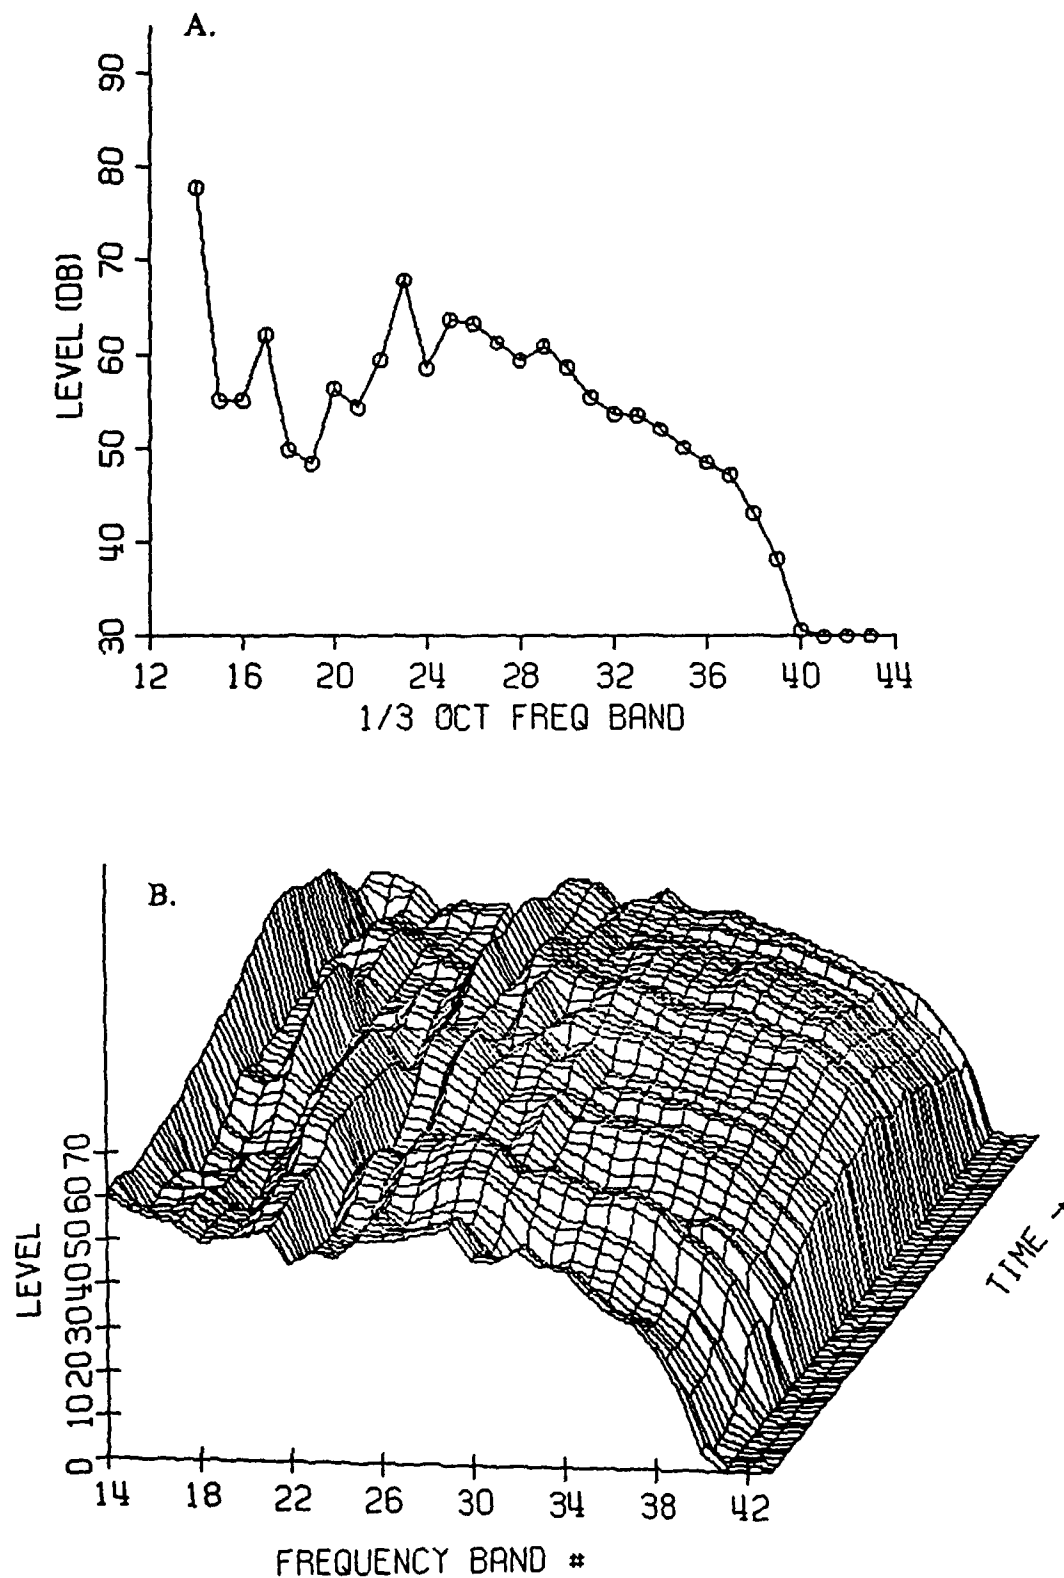 A.
90
80
70
60
50
40
30
LEVEL (DB)
12 16 20 24 28 32 36 40 44
1/3 OCT FREQ BAND
B.
70
60
50
40
30
20
10
0
LEVEL
14 18 22 26 30 34 38 42
FREQUENCY BAND #
TIME →